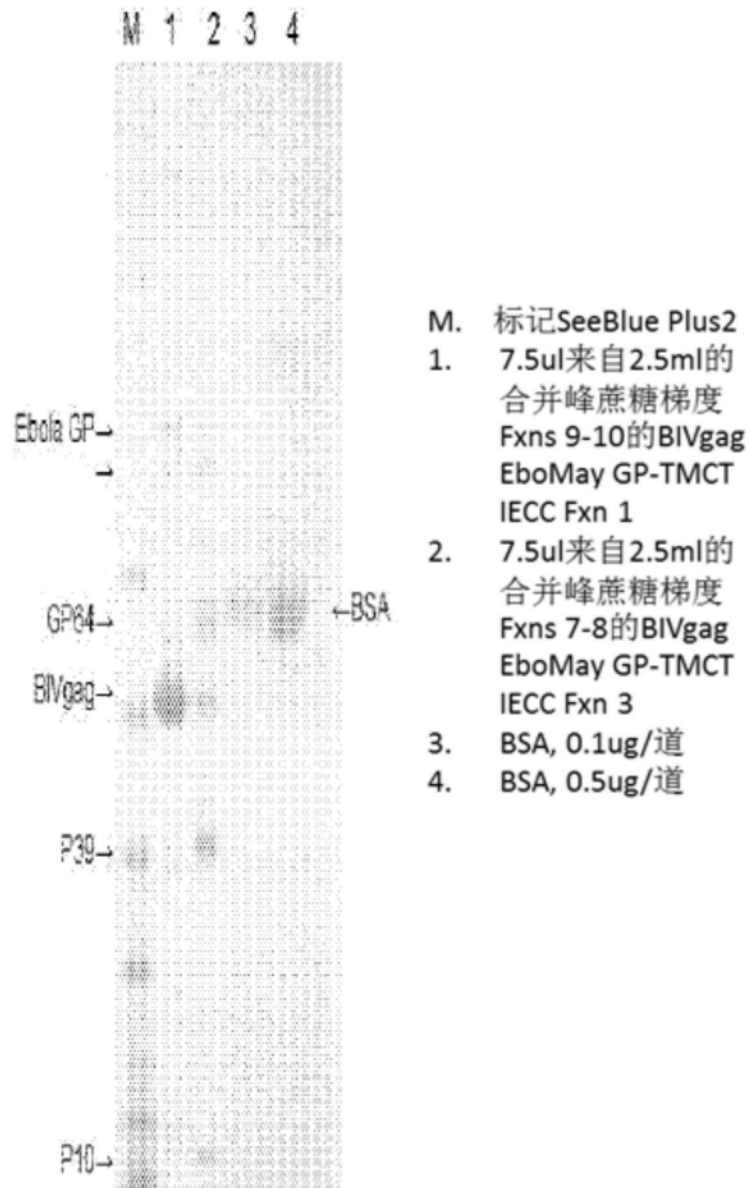 M 1 2 3 4
Ebola GP→
→
GP64→
←BSA
BIVgag→
P39→
P10→
M. 标记SeeBlue Plus2
1. 7.5ul来自2.5ml的
合并峰蔗糖梯度
Fxns 9-10的BIVgag
EboMay GP-TMCT
IECC Fxn 1
2. 7.5ul来自2.5ml的
合并峰蔗糖梯度
Fxns 7-8的BIVgag
EboMay GP-TMCT
IECC Fxn 3
3. BSA, 0.1ug/道
4. BSA, 0.5ug/道